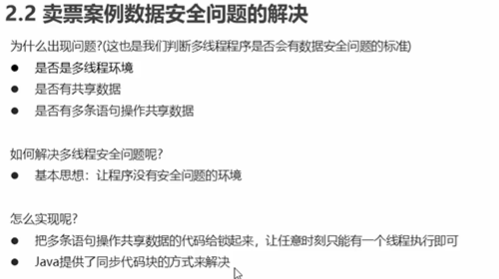 2.2 卖票案例数据安全问题的解决
为什么出现问题?(这也是我们判断多线程程序是否会有数据安全问题的标准)
● 是否是多线程环境
● 是否有共享数据
● 是否有多条语句操作共享数据
如何解决多线程安全问题呢?
● 基本思想：让程序没有安全问题的环境
怎么实现呢?
● 把多条语句操作共享数据的代码给锁起来，让任意时刻只能有一个线程执行即可
● Java提供了同步代码块的方式来解决